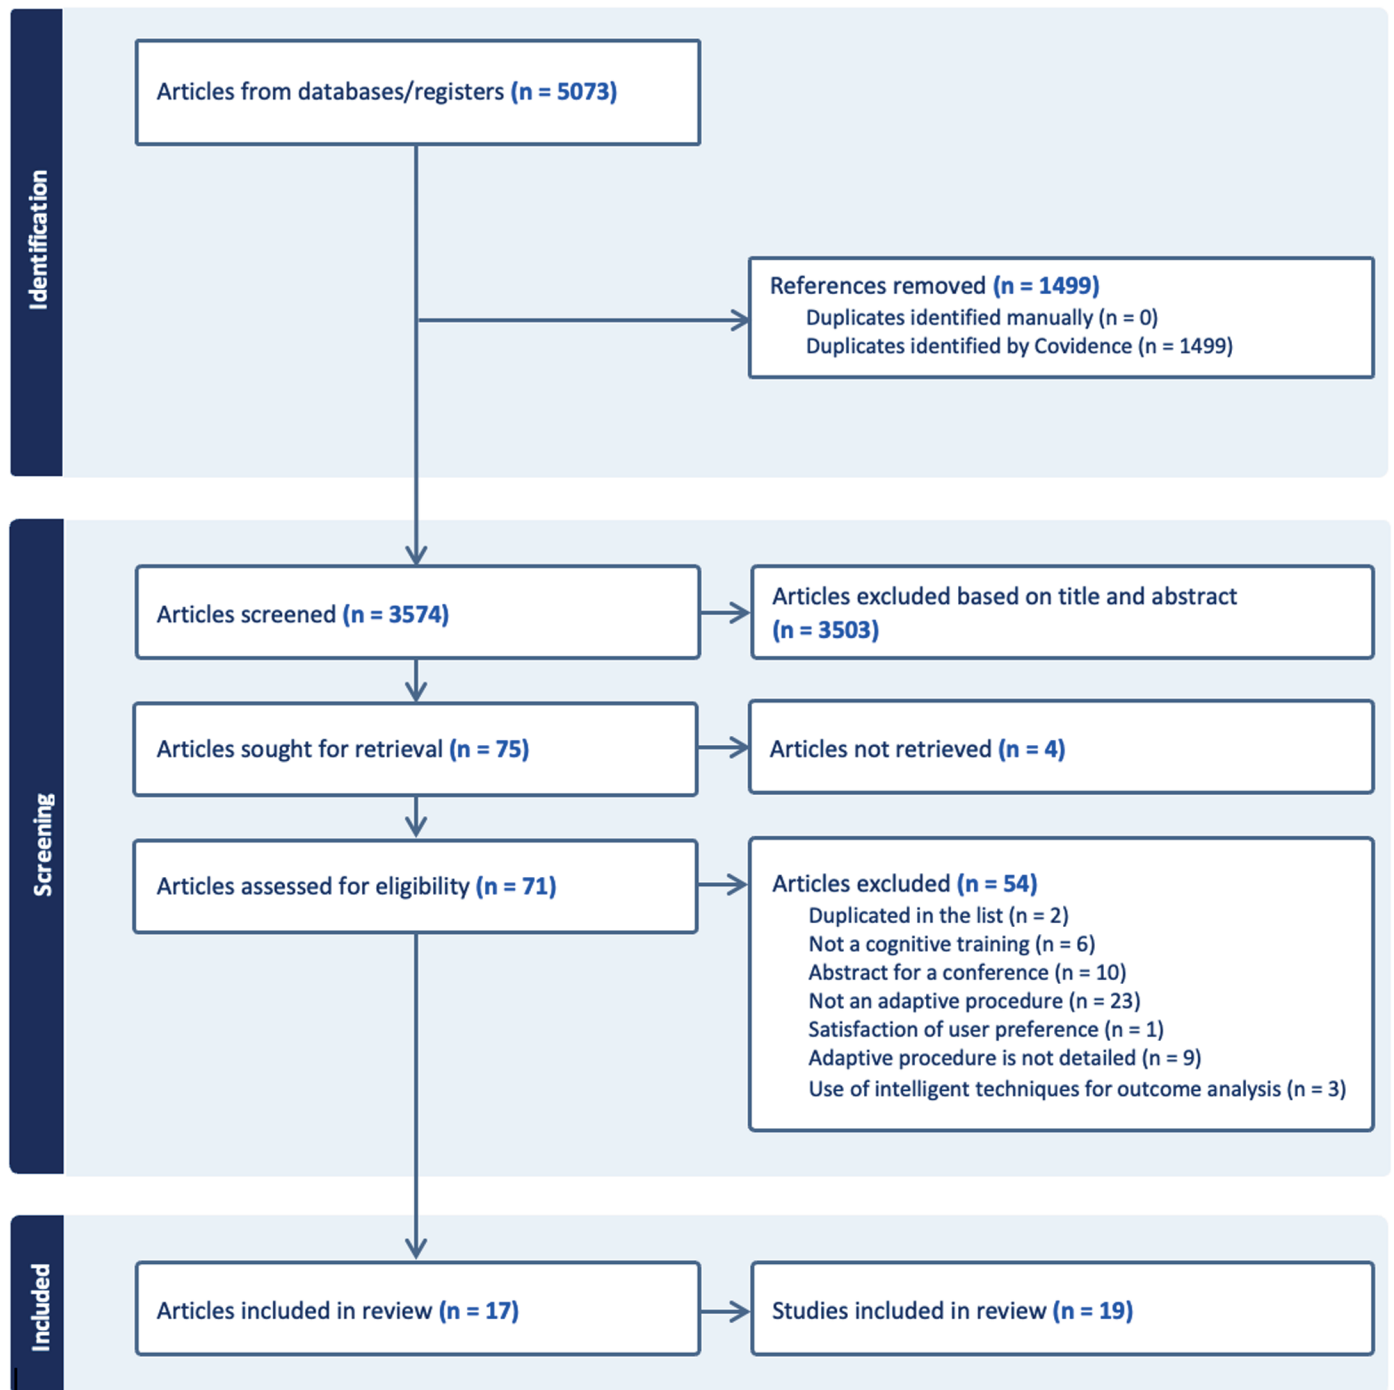 Identification
Articles from databases/registers (n = 5073)
References removed (n = 1499)
Duplicates identified manually (n = 0)
Duplicates identified by Covidence (n = 1499)
Screening
Articles screened (n = 3574)
Articles excluded based on title and abstract
(n = 3503)
Articles sought for retrieval (n = 75)
Articles not retrieved (n = 4)
Articles assessed for eligibility (n = 71)
Articles excluded (n = 54)
Duplicated in the list (n = 2)
Not a cognitive training (n = 6)
Abstract for a conference (n = 10)
Not an adaptive procedure (n = 23)
Satisfaction of user preference (n = 1)
Adaptive procedure is not detailed (n = 9)
Use of intelligent techniques for outcome analysis (n = 3)
Included
Articles included in review (n = 17)
Studies included in review (n = 19)